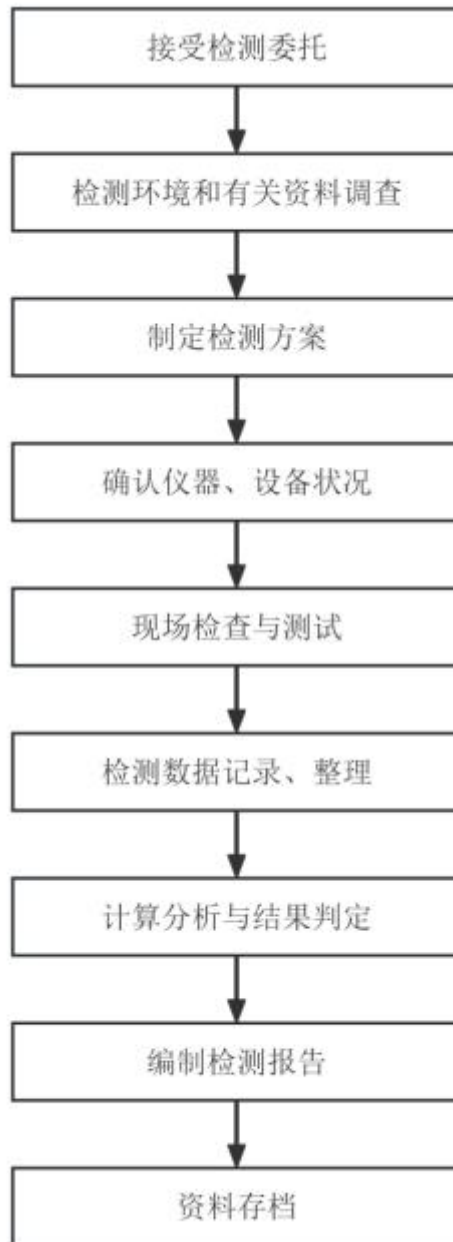 接受检测委托
检测环境和有关资料调查
制定检测方案
确认仪器、设备状况
现场检查与测试
检测数据记录、整理
计算分析与结果判定
编制检测报告
资料存档